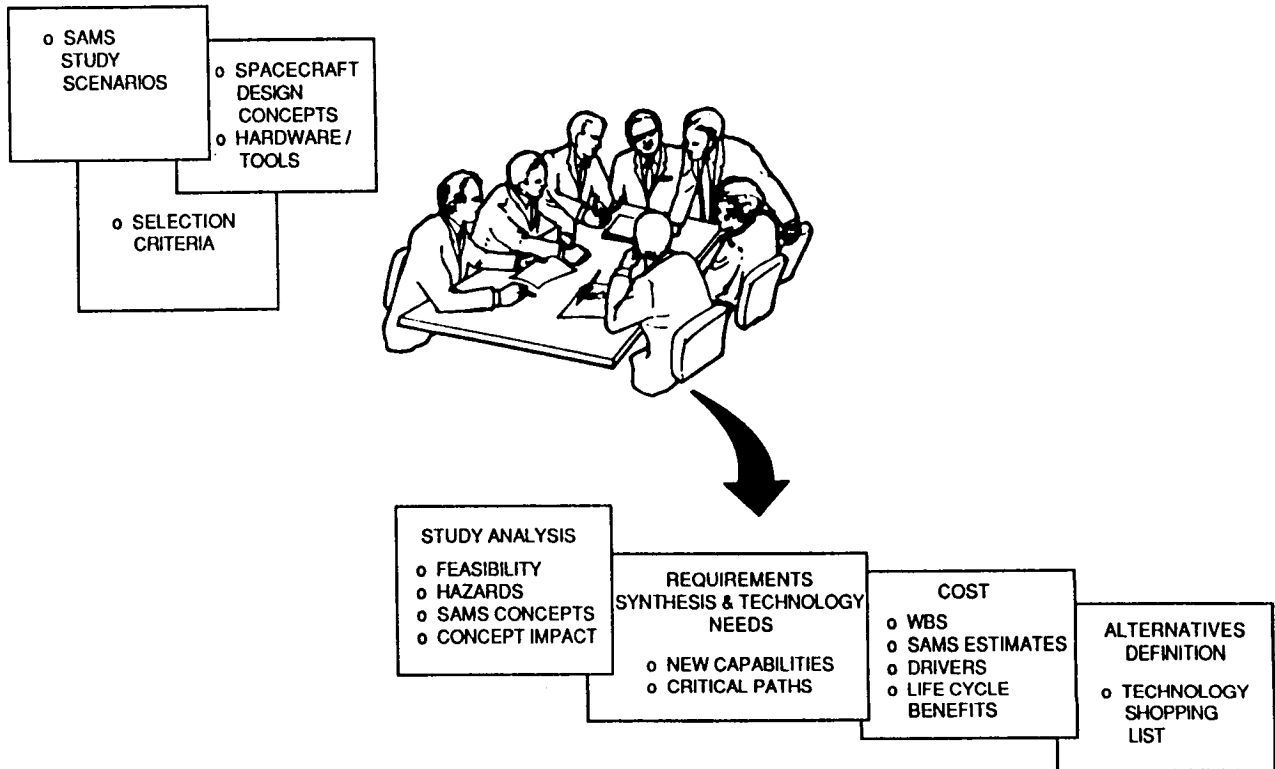 o SAMS
STUDY
SCENARIOS
o SPACECRAFT
DESIGN
CONCEPTS
o HARDWARE /
TOOLS
o SELECTION
CRITERIA
STUDY ANALYSIS
o FEASIBILITY
o HAZARDS
o SAMS CONCEPTS
o CONCEPT IMPACT
REQUIREMENTS
SYNTHESIS & TECHNOLOGY
NEEDS
o NEW CAPABILITIES
o CRITICAL PATHS
COST
o WBS
o SAMS ESTIMATES
o DRIVERS
o LIFE CYCLE
BENEFITS
ALTERNATIVES
DEFINITION
o TECHNOLOGY
SHOPPING
LIST